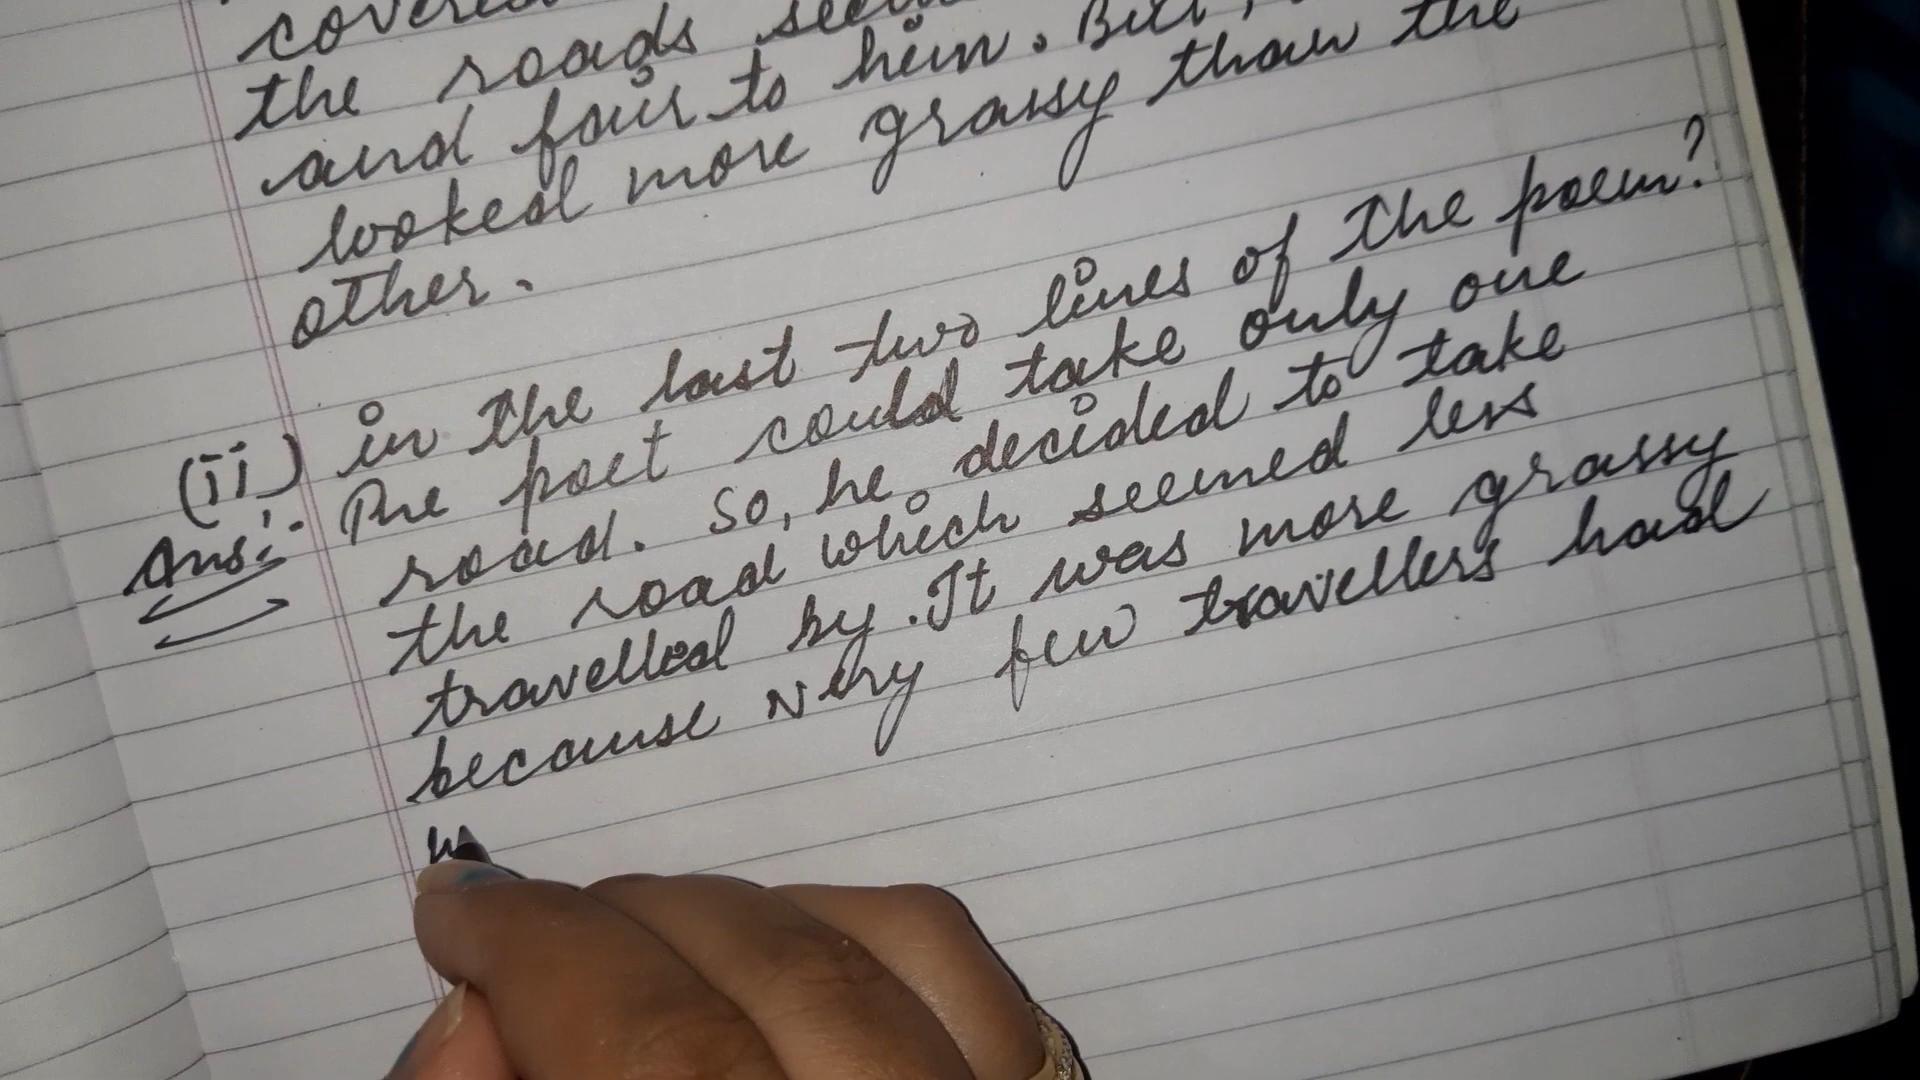 the roads
and fair to him. But,
looked more grassy than the
other.
(ii) in the last two lines of the poem?
Ans:- The poet could take only one
road. So, he decided to take
the road which seemed less
travelled by. It was more grassy
because very few travellers had